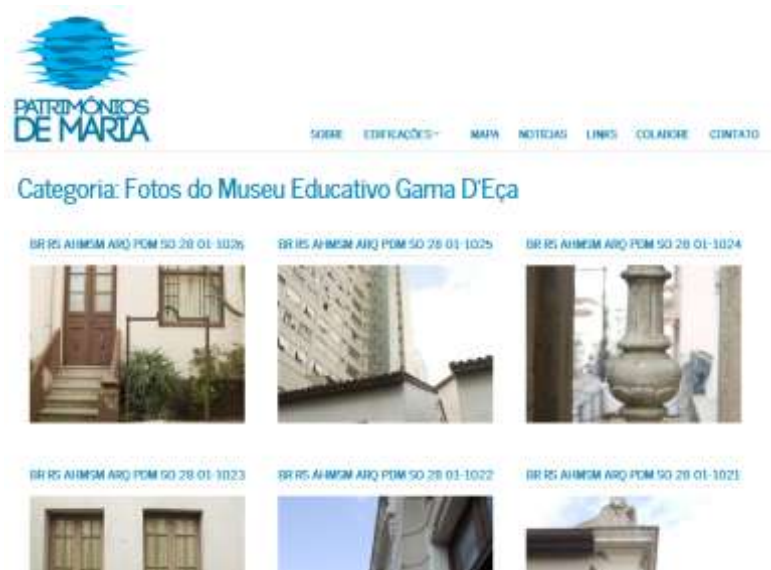 PATRIMÔNIOS
DE MARIA
SOBRE EDIFICAÇÕES MAPA NOTÍCIAS LINKS COLABORE CONTATO
Categoria: Fotos do Museu Educativo Gama D'Eça
BR RS AHMSM ARQ PDM SO 28 01-1026 BR RS AHMSM ARQ PDM SO 28 01-1025 BR RS AHMSM ARQ PDM SO 28 01-1024
BR RS AHMSM ARQ PDM SO 28 01-1023 BR RS AHMSM ARQ PDM SO 28 01-1022 BR RS AHMSM ARQ PDM SO 28 01-1021